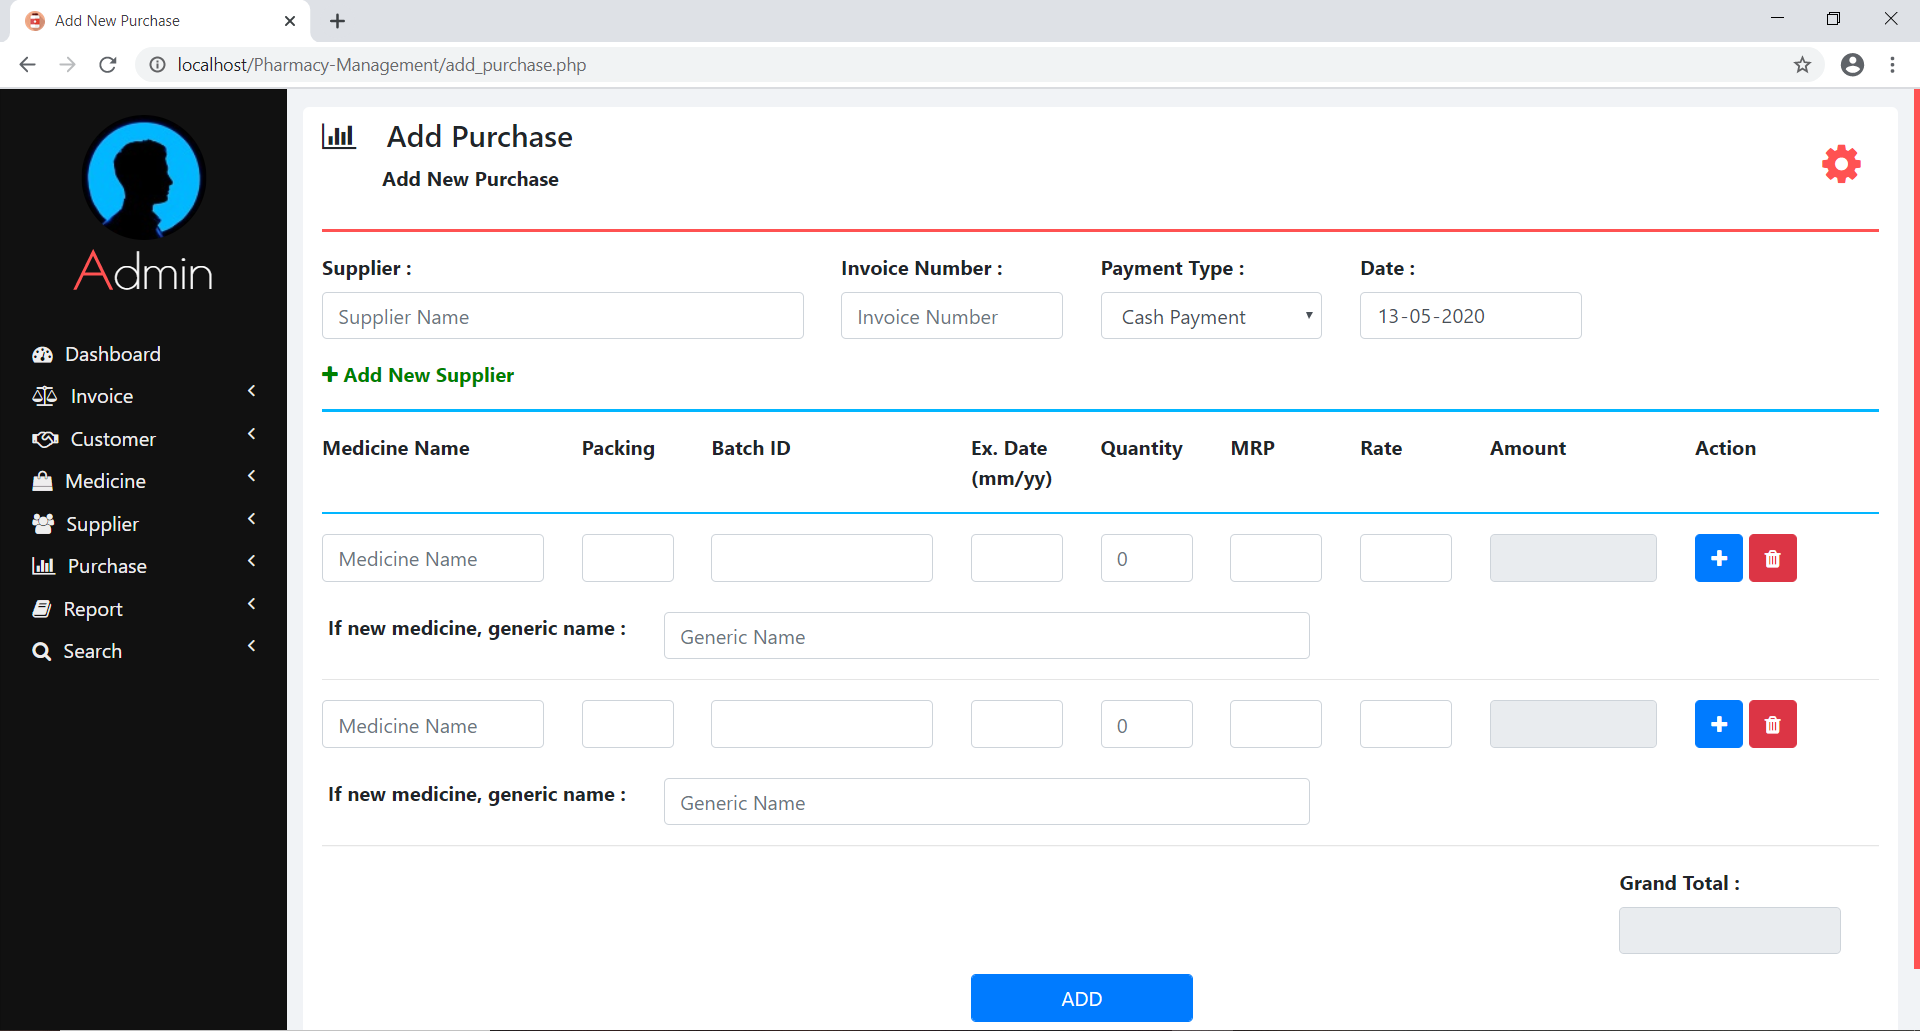 Add New Purchase
localhost/Pharmacy-Management/add_purchase.php
Admin
Dashboard
Invoice
Customer
Medicine
Supplier
Purchase
Report
Search
Add Purchase
Add New Purchase
Supplier : Invoice Number : Payment Type : Date :
Supplier Name Invoice Number Cash Payment 13-05-2020
Add New Supplier
Medicine Name Packing Batch ID Ex. Date (mm/yy) Quantity MRP Rate Amount Action
Medicine Name 0
If new medicine, generic name : Generic Name
Medicine Name 0
If new medicine, generic name : Generic Name
Grand Total :
ADD